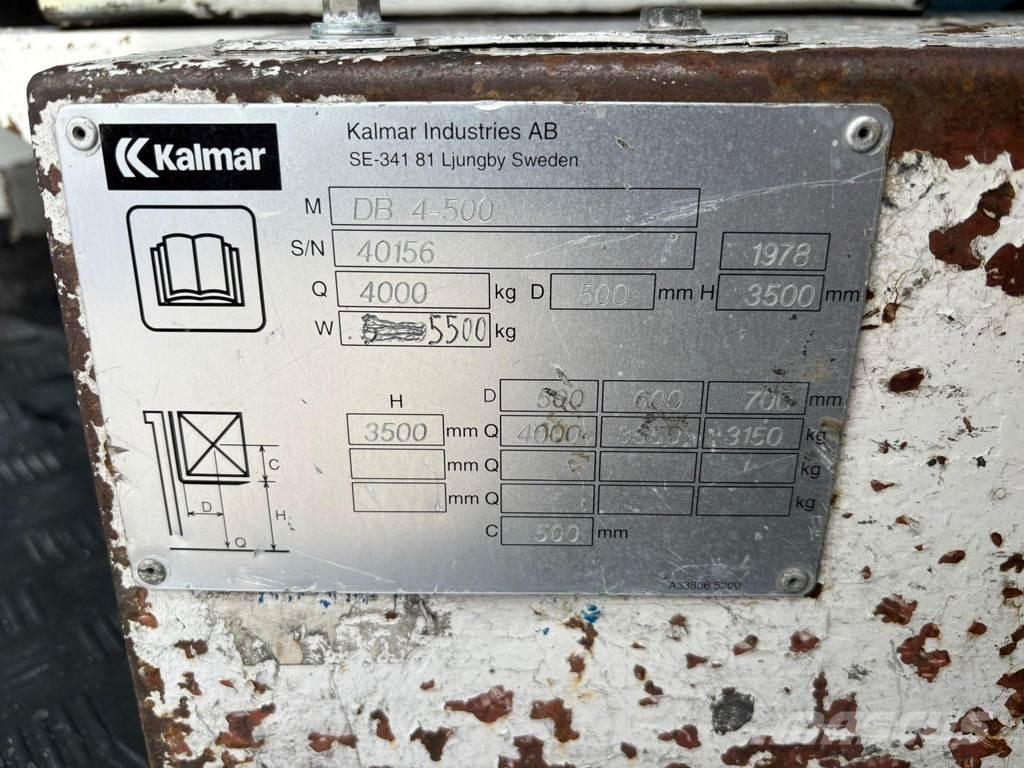 Kalmar
Kalmar Industries AB
SE-341 81 Ljungby Sweden
M DB 4-500
S/N 40156 1978
Q 4000 kg D 500 mm H 3500 mm
W 5500 kg
H D 500 600 700 mm
3500 mm Q 4000 3550 3150 kg
mm Q kg
mm Q kg
C 500 mm
C
D H
Q
A33806.5200